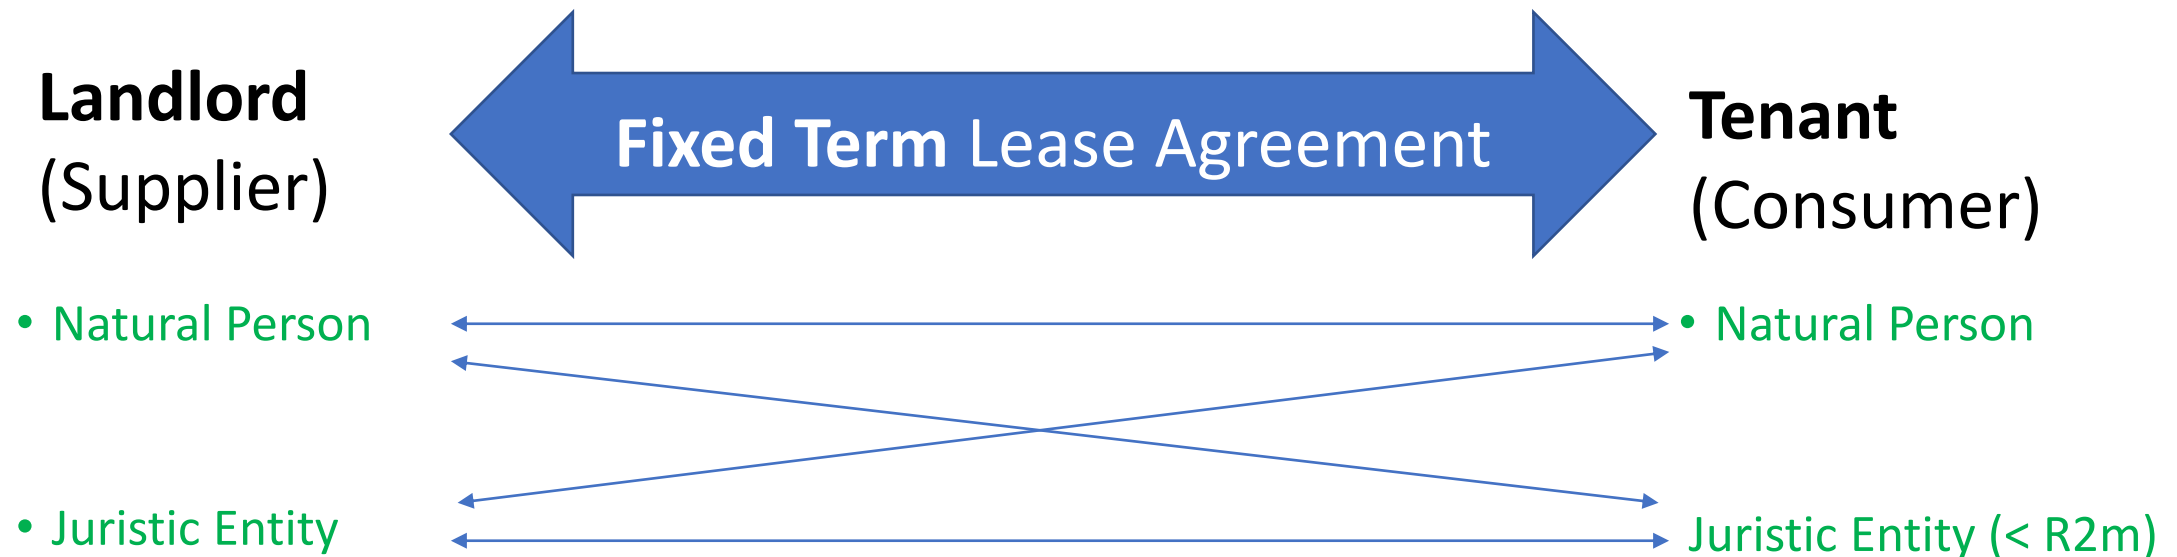 Landlord
(Supplier)
Fixed Term Lease Agreement
Tenant
(Consumer)
• Natural Person
• Natural Person
• Juristic Entity
Juristic Entity (< R2m)